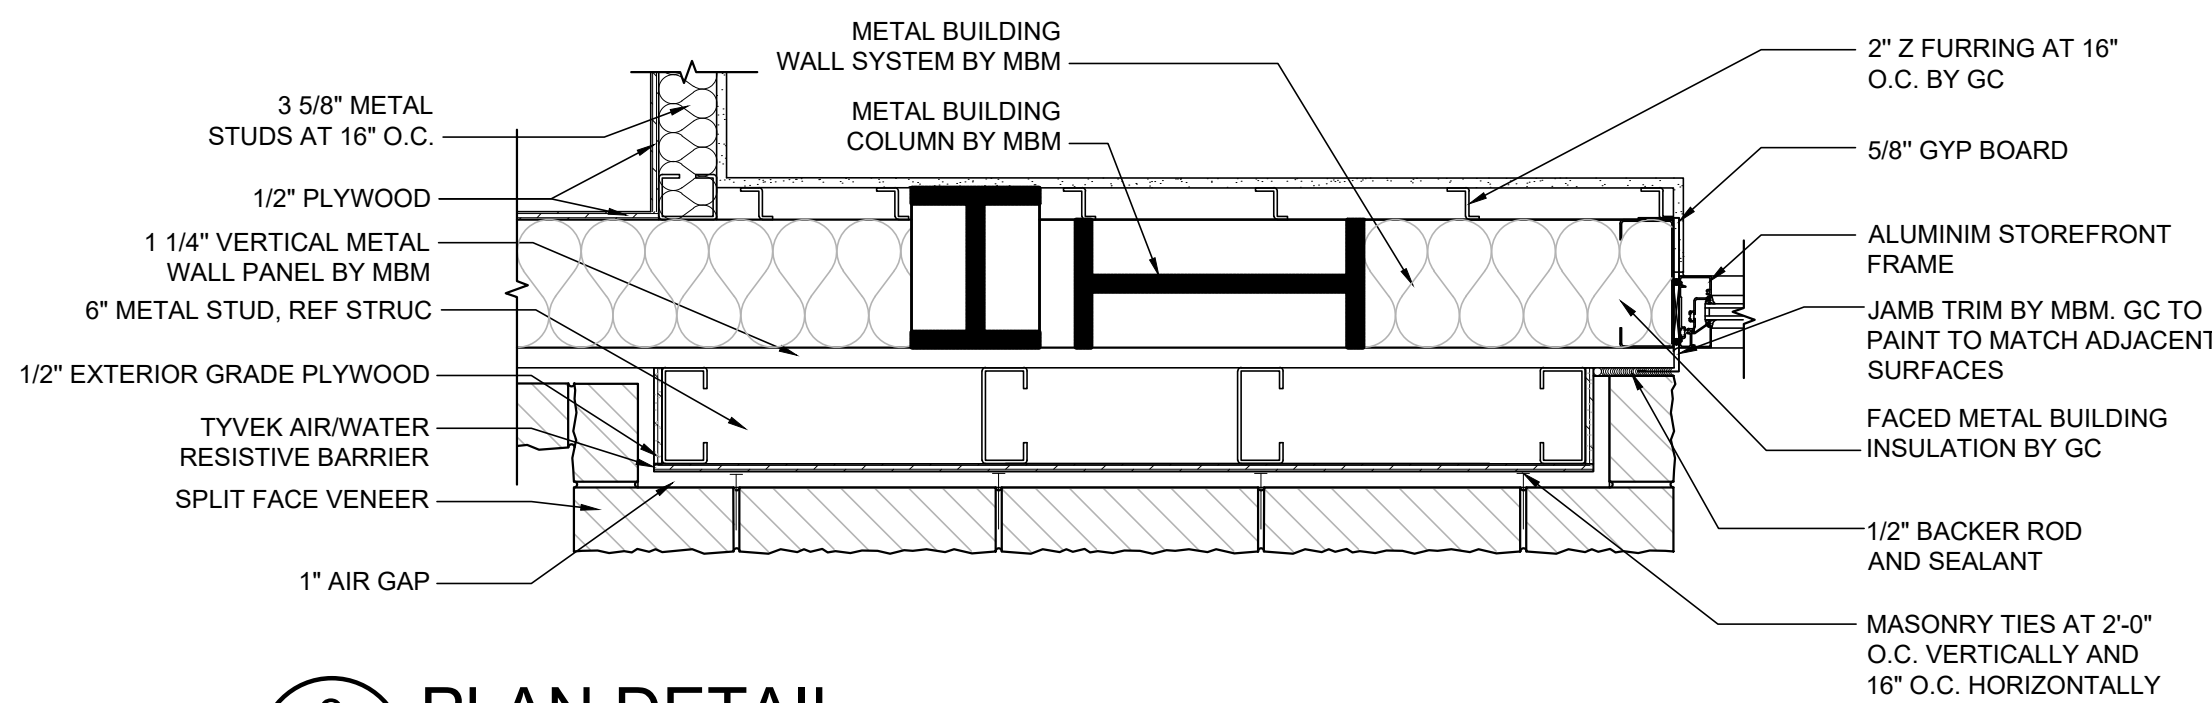 METAL BUILDING
WALL SYSTEM BY MBM
METAL BUILDING
COLUMN BY MBM
3 5/8" METAL
STUDS AT 16" O.C.
1/2" PLYWOOD
1 1/4" VERTICAL METAL
WALL PANEL BY MBM
6" METAL STUD, REF STRUC
1/2" EXTERIOR GRADE PLYWOOD
TYVEK AIR/WATER
RESISTIVE BARRIER
SPLIT FACE VENEER
1" AIR GAP
2" Z FURRING AT 16"
O.C. BY GC
5/8" GYP BOARD
ALUMINIM STOREFRONT
FRAME
JAMB TRIM BY MBM. GC TO
PAINT TO MATCH ADJACENT
SURFACES
FACED METAL BUILDING
INSULATION BY GC
1/2" BACKER ROD
AND SEALANT
MASONRY TIES AT 2'-0"
O.C. VERTICALLY AND
16" O.C. HORIZONTALLY
PLAN DETAIL